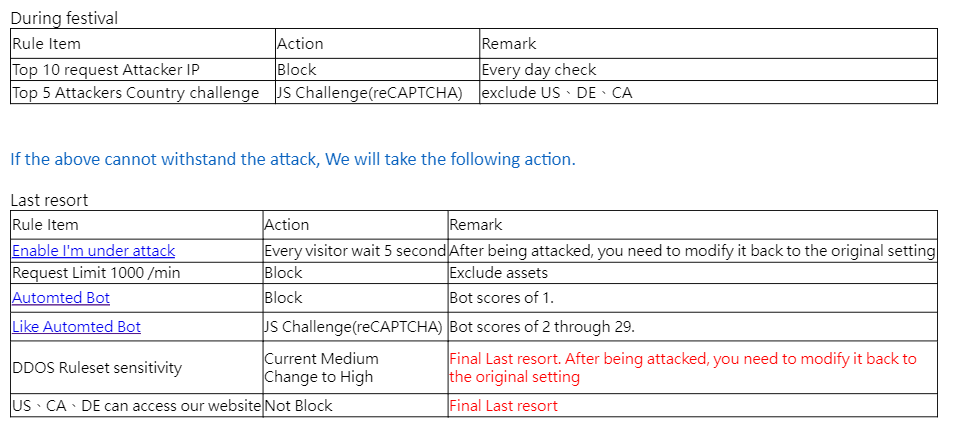 During festival
Rule Item Action Remark
Top 10 request Attacker IP Block Every day check
Top 5 Attackers Country challenge JS Challenge(reCAPTCHA) exclude US、DE、CA
If the above cannot withstand the attack, We will take the following action.
Last resort
Rule Item Action Remark
Enable I'm under attack Every visitor wait 5 second After being attacked, you need to modify it back to the original setting
Request Limit 1000 /min Block Exclude assets
Automted Bot Block Bot scores of 1.
Like Automted Bot JS Challenge(reCAPTCHA) Bot scores of 2 through 29.
DDOS Ruleset sensitivity Current Medium
Change to High Final Last resort. After being attacked, you need to modify it back to
the original setting
US、CA、DE can access our website Not Block Final Last resort